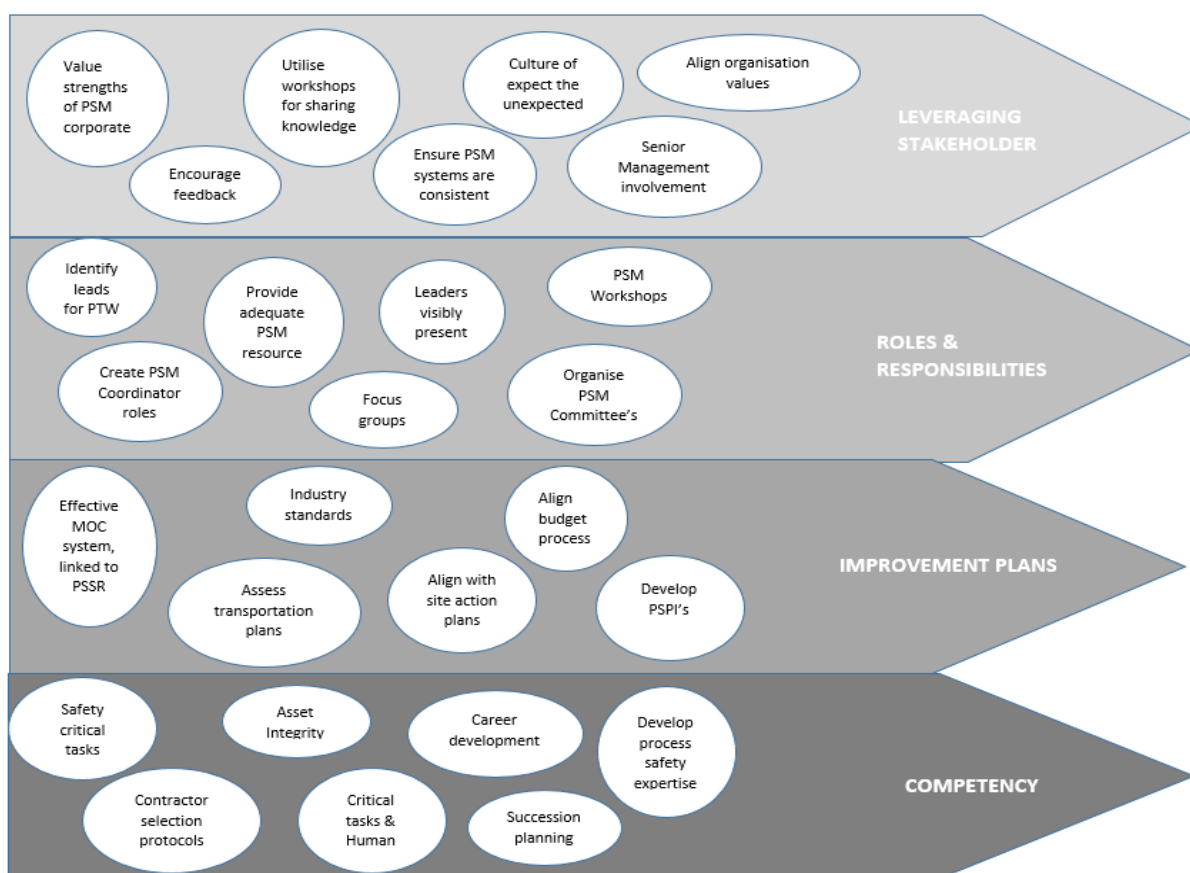 Value
strengths
of PSM
corporate
Encourage
feedback
Utilise
workshops
for sharing
knowledge
Ensure PSM
systems are
consistent
Culture of
expect the
unexpected
Senior
Management
involvement
Align organisation
values
LEVERAGING
STAKEHOLDER
Identify
leads
for PTW
Create PSM
Coordinator
roles
Provide
adequate
PSM
resource
Focus
groups
Leaders
visibly
present
PSM
Workshops
Organise
PSM
Committee's
ROLES &
RESPONSIBILITIES
Effective
MOC
system,
linked to
PSSR
Assess
transportation
plans
Industry
standards
Align with
site action
plans
Align
budget
process
Develop
PSPI's
IMPROVEMENT PLANS
Safety
critical
tasks
Contractor
selection
protocols
Asset
Integrity
Critical
tasks &
Human
Career
development
Succession
planning
Develop
process
safety
expertise
COMPETENCY